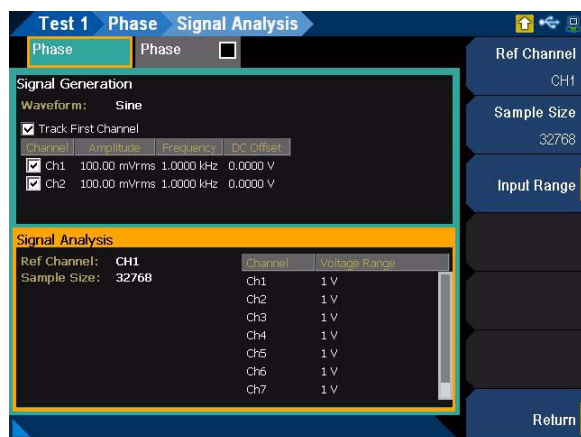 Test 1 Phase Signal Analysis
Phase Phase
Ref Channel
CH1
Sample Size
32768
Input Range
Signal Generation
Waveform: Sine
Track First Channel
Channel Amplitude Frequency DC Offset
Ch1 100.00 mVrms 1.0000 kHz 0.0000 V
Ch2 100.00 mVrms 1.0000 kHz 0.0000 V
Signal Analysis
Ref Channel: CH1
Sample Size: 32768
Channel Voltage Range
Ch1 1 V
Ch2 1 V
Ch3 1 V
Ch4 1 V
Ch5 1 V
Ch6 1 V
Ch7 1 V
Return